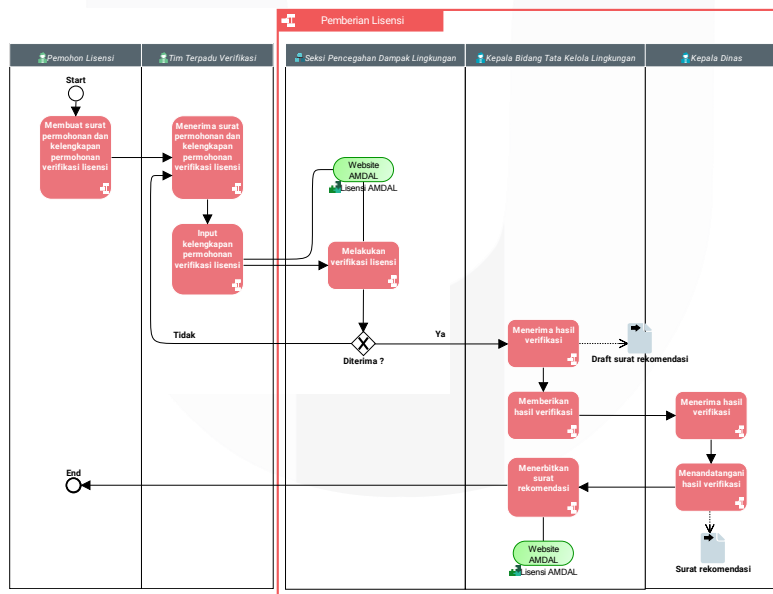 Pemberian Lisensi
Pemohon Lisensi
Tim Terpadu Verifikasi
Seksi Pencegahan Dampak Lingkungan
Kepala Bidang Tata Kelola Lingkungan
Kepala Dinas
Start
Membuat surat
permohonan dan
kelengkapan
permohonan
verifikasi lisensi
Menerima surat
permohonan dan
kelengkapan
permohonan
verifikasi lisensi
Website
AMDAL
Lisensi AMDAL
Input
kelengkapan
permohonan
verifikasi lisensi
Melakukan
verifikasi lisensi
Tidak
Diterima ?
Ya
Menerima hasil
verifikasi
Draft surat rekomendasi
Memberikan
hasil verifikasi
Menerima hasil
verifikasi
End
Menerbitkan
surat
rekomendasi
Menandatangani
hasil verifikasi
Website
AMDAL
Lisensi AMDAL
Surat rekomendasi